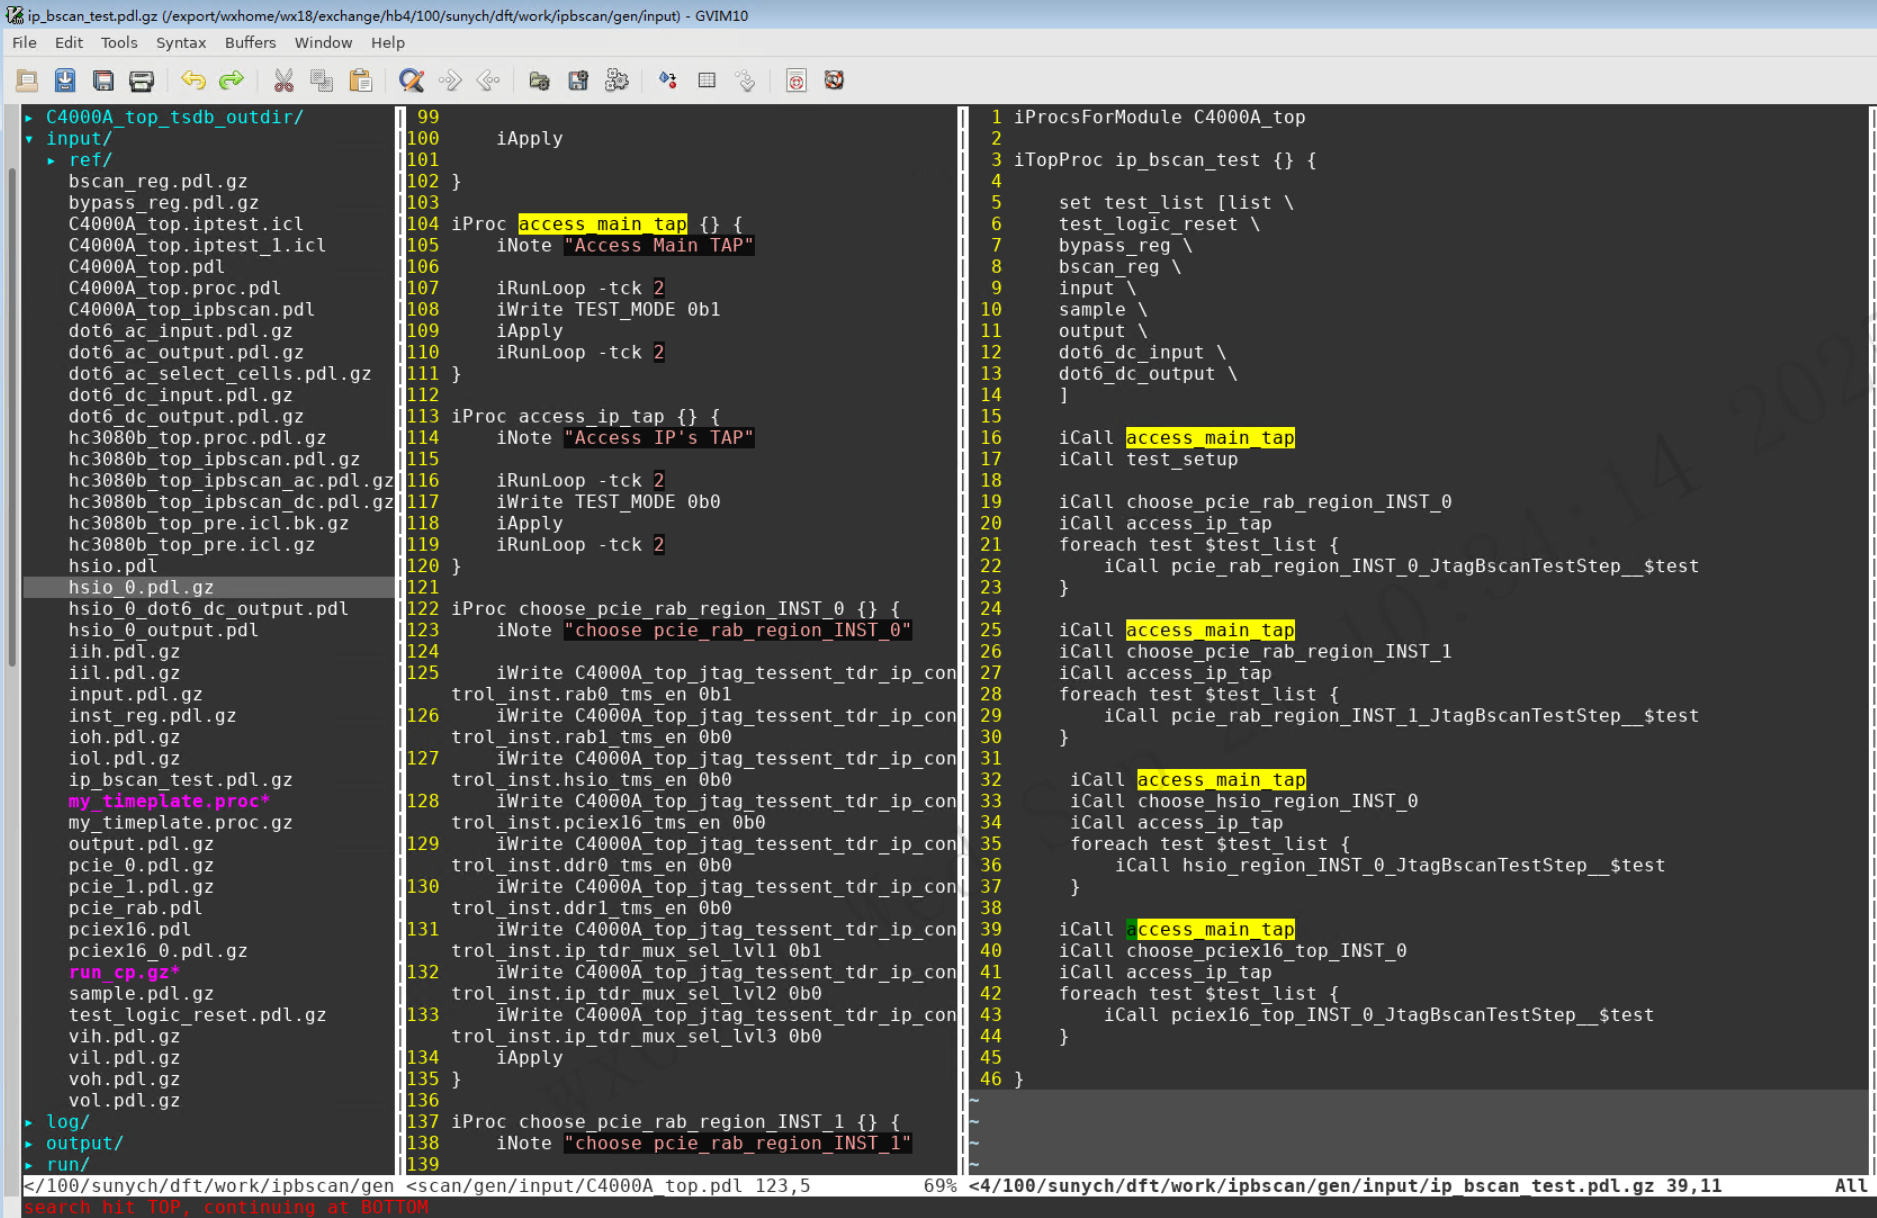 ip_bscan_test.pdl.gz (/export/wxhome/wx18/exchange/hb4/100/sunych/dft/work/ipbscan/gen/input) - GVIM10
File Edit Tools Syntax Buffers Window Help
▸ C4000A_top_tsdb_outdir/
▾ input/
▸ ref/
bscan_reg.pdl.gz
bypass_reg.pdl.gz
C4000A_top.iptest.icl
C4000A_top.iptest_1.icl
C4000A_top.pdl
C4000A_top.proc.pdl
C4000A_top_ipbscan.pdl
dot6_ac_input.pdl.gz
dot6_ac_output.pdl.gz
dot6_ac_select_cells.pdl.gz
dot6_dc_input.pdl.gz
dot6_dc_output.pdl.gz
hc3080b_top.proc.pdl.gz
hc3080b_top_ipbscan.pdl.gz
hc3080b_top_ipbscan_ac.pdl.gz
hc3080b_top_ipbscan_dc.pdl.gz
hc3080b_top_pre.icl.bk.gz
hc3080b_top_pre.icl.gz
hsio.pdl
hsio_0.pdl.gz
hsio_0_dot6_dc_output.pdl
hsio_0_output.pdl
iih.pdl.gz
iil.pdl.gz
input.pdl.gz
inst_reg.pdl.gz
ioh.pdl.gz
iol.pdl.gz
ip_bscan_test.pdl.gz
my_timeplate.proc*
my_timeplate.proc.gz
output.pdl.gz
pcie_0.pdl.gz
pcie_1.pdl.gz
pcie_rab.pdl
pciex16.pdl
pciex16_0.pdl.gz
run_cp.gz*
sample.pdl.gz
test_logic_reset.pdl.gz
vih.pdl.gz
vil.pdl.gz
voh.pdl.gz
vol.pdl.gz
▸ log/
▸ output/
▸ run/
</100/sunych/dft/work/ipbscan/gen
99
100 iApply
101
102 }
103
104 iProc access_main_tap {} {
105 iNote "Access Main TAP"
106
107 iRunLoop -tck 2
108 iWrite TEST_MODE 0b1
109 iApply
110 iRunLoop -tck 2
111 }
112
113 iProc access_ip_tap {} {
114 iNote "Access IP's TAP"
115
116 iRunLoop -tck 2
117 iWrite TEST_MODE 0b0
118 iApply
119 iRunLoop -tck 2
120 }
121
122 iProc choose_pcie_rab_region_INST_0 {} {
123 iNote "choose pcie_rab_region_INST_0"
124
125 iWrite C4000A_top_jtag_tessent_tdr_ip_con
trol_inst.rab0_tms_en 0b1
126 iWrite C4000A_top_jtag_tessent_tdr_ip_con
trol_inst.rab1_tms_en 0b0
127 iWrite C4000A_top_jtag_tessent_tdr_ip_con
trol_inst.hsio_tms_en 0b0
128 iWrite C4000A_top_jtag_tessent_tdr_ip_con
trol_inst.pciex16_tms_en 0b0
129 iWrite C4000A_top_jtag_tessent_tdr_ip_con
trol_inst.ddr0_tms_en 0b0
130 iWrite C4000A_top_jtag_tessent_tdr_ip_con
trol_inst.ddr1_tms_en 0b0
131 iWrite C4000A_top_jtag_tessent_tdr_ip_con
trol_inst.ip_tdr_mux_sel_lvl1 0b1
132 iWrite C4000A_top_jtag_tessent_tdr_ip_con
trol_inst.ip_tdr_mux_sel_lvl2 0b0
133 iWrite C4000A_top_jtag_tessent_tdr_ip_con
trol_inst.ip_tdr_mux_sel_lvl3 0b0
134 iApply
135 }
136
137 iProc choose_pcie_rab_region_INST_1 {} {
138 iNote "choose pcie_rab_region_INST_1"
139
<scan/gen/input/C4000A_top.pdl 123,5 69%
1 iProcsForModule C4000A_top
2
3 iTopProc ip_bscan_test {} {
4
5 set test_list [list \
6 test_logic_reset \
7 bypass_reg \
8 bscan_reg \
9 input \
10 sample \
11 output \
12 dot6_dc_input \
13 dot6_dc_output \
14 ]
15
16 iCall access_main_tap
17 iCall test_setup
18
19 iCall choose_pcie_rab_region_INST_0
20 iCall access_ip_tap
21 foreach test $test_list {
22 iCall pcie_rab_region_INST_0_JtagBscanTestStep__$test
23 }
24
25 iCall access_main_tap
26 iCall choose_pcie_rab_region_INST_1
27 iCall access_ip_tap
28 foreach test $test_list {
29 iCall pcie_rab_region_INST_1_JtagBscanTestStep__$test
30 }
31
32 iCall access_main_tap
33 iCall choose_hsio_region_INST_0
34 iCall access_ip_tap
35 foreach test $test_list {
36 iCall hsio_region_INST_0_JtagBscanTestStep__$test
37 }
38
39 iCall access_main_tap
40 iCall choose_pciex16_top_INST_0
41 iCall access_ip_tap
42 foreach test $test_list {
43 iCall pciex16_top_INST_0_JtagBscanTestStep__$test
44 }
45
46 }
~
~
~
~
<4/100/sunych/dft/work/ipbscan/gen/input/ip_bscan_test.pdl.gz 39,11 All
search hit TOP, continuing at BOTTOM